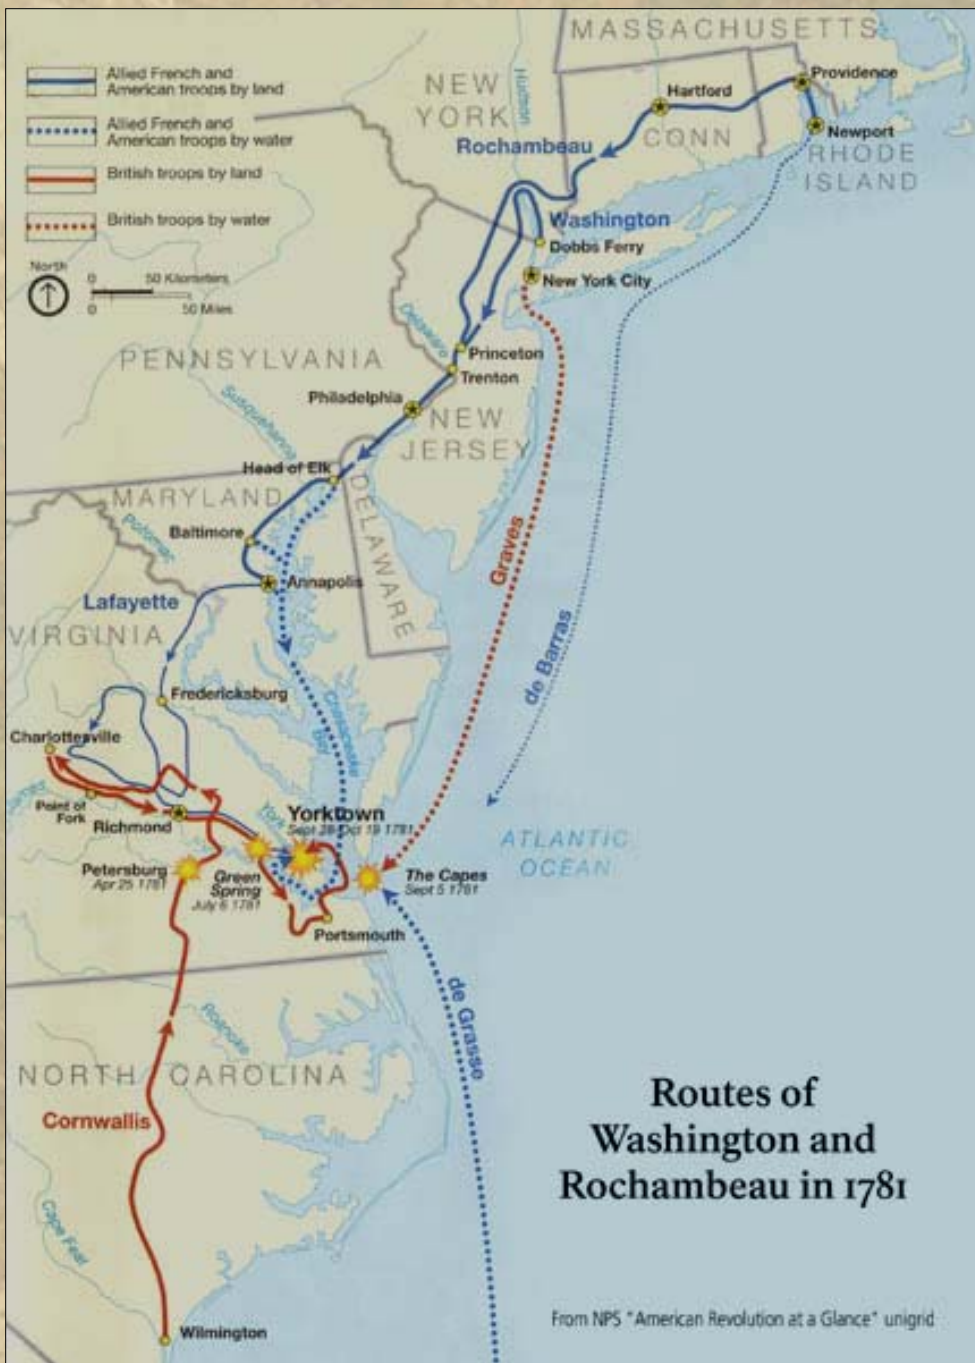 MASSACHUSETTS
Allied French and
American troops by land
Allied French and
American troops by water
British troops by land
British troops by water
North
0 50 Kilometers
0 50 Miles
NEW
YORK
Hudson
Rochambeau
Hartford
CONN
Providence
Newport
RHODE
ISLAND
Washington
Dobbs Ferry
New York City
Delaware
Princeton
Trenton
PENNSYLVANIA
Philadelphia
NEW
JERSEY
Susquehanna
Head of Elk
MARYLAND
DELAWARE
Potomac
Baltimore
Annapolis
Graves
de Barras
Lafayette
VIRGINIA
Fredericksburg
Chesapeake
Bay
Charlottesville
James
Point of
Fork
Richmond
York
Yorktown
Sept 28-Oct 19 1781
Petersburg
Apr 25 1781
Green
Spring
July 6 1781
The Capes
Sept 5 1781
ATLANTIC
OCEAN
Portsmouth
de Grasse
Roanoke
NORTH CAROLINA
Cornwallis
Cape Fear
Wilmington
Routes of
Washington and
Rochambeau in 1781
From NPS "American Revolution at a Glance" unigrid